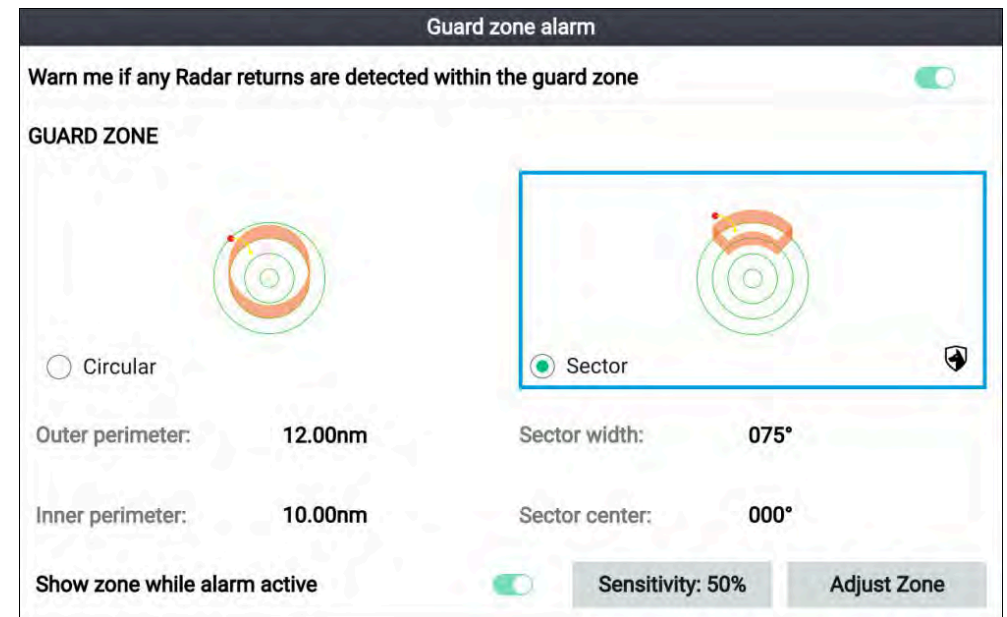 Guard zone alarm
Warn me if any Radar returns are detected within the guard zone
GUARD ZONE
Circular
Sector
Outer perimeter: 12.00nm Sector width: 075°
Inner perimeter: 10.00nm Sector center: 000°
Show zone while alarm active Sensitivity: 50% Adjust Zone